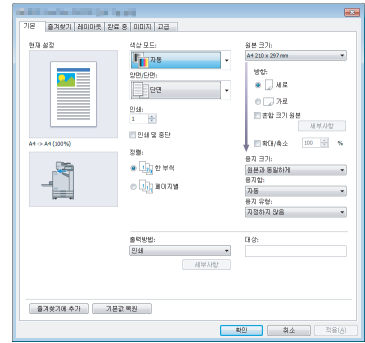 기본 즐겨찾기 레이아웃 완료 중 이미지 고급
현재 설정
A4 -> A4 (100%)
색상 모드:
자동
양면/단면:
단면
인쇄:
1
인쇄 및 중단
정렬:
한 부씩
페이지별
출력방법:
인쇄
세부사항
원본 크기:
A4 210 x 297 mm
방향:
세로
가로
혼합 크기 원본
세부사항
확대/축소 100 %
용지 크기:
원본과 동일하게
용지함:
자동
용지 유형:
지정하지 않음
대상:
즐겨찾기에 추가 기본값 복원
확인 취소 적용(A)